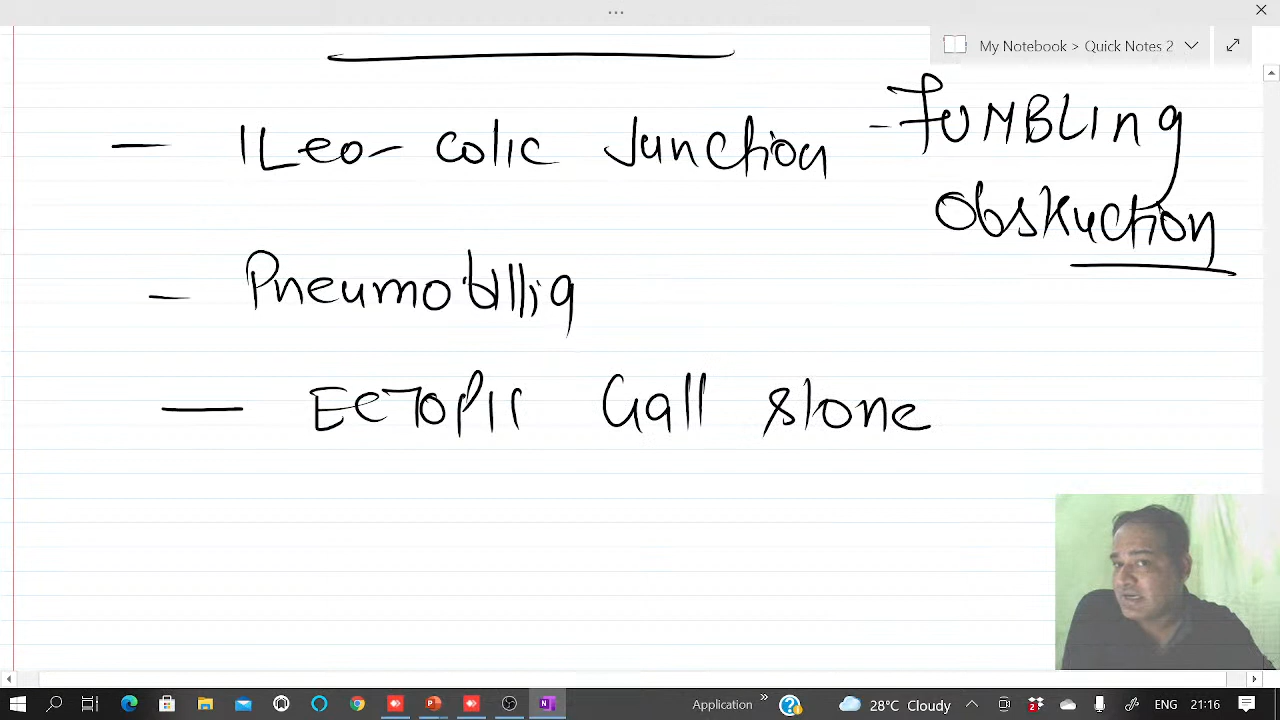 ...
My Notebook > Quick Notes 2
- ILeo-colic Junction
- TUMBLing
Obstruction
- Pneumobillia
- ECTOPIC Gall stone
Application
»
28°C Cloudy
ENG
21:16